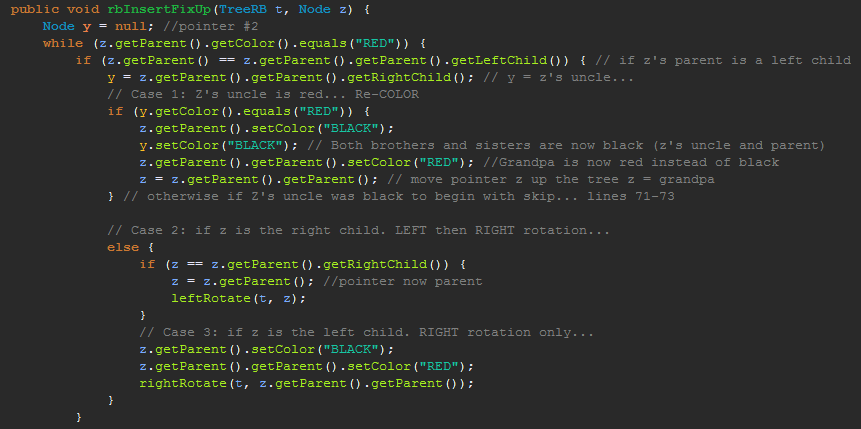 public void rbInsertFixUp(TreeRB t, Node z) {
Node y = null; //pointer #2
while (z.getParent().getColor().equals("RED")) {
if (z.getParent() == z.getParent().getParent().getLeftChild()) { // if z's parent is a left child
y = z.getParent().getParent().getRightChild(); // y = z's uncle...
// Case 1: Z's uncle is red... Re-COLOR
if (y.getColor().equals("RED")) {
z.getParent().setColor("BLACK");
y.setColor("BLACK"); // Both brothers and sisters are now black (z's uncle and parent)
z.getParent().getParent().setColor("RED"); //Grandpa is now red instead of black
z = z.getParent().getParent(); // move pointer z up the tree z = grandpa
} // otherwise if Z's uncle was black to begin with skip... lines 71-73
// Case 2: if z is the right child. LEFT then RIGHT rotation...
else {
if (z == z.getParent().getRightChild()) {
z = z.getParent(); //pointer now parent
leftRotate(t, z);
}
// Case 3: if z is the left child. RIGHT rotation only...
z.getParent().setColor("BLACK");
z.getParent().getParent().setColor("RED");
rightRotate(t, z.getParent().getParent());
}
}